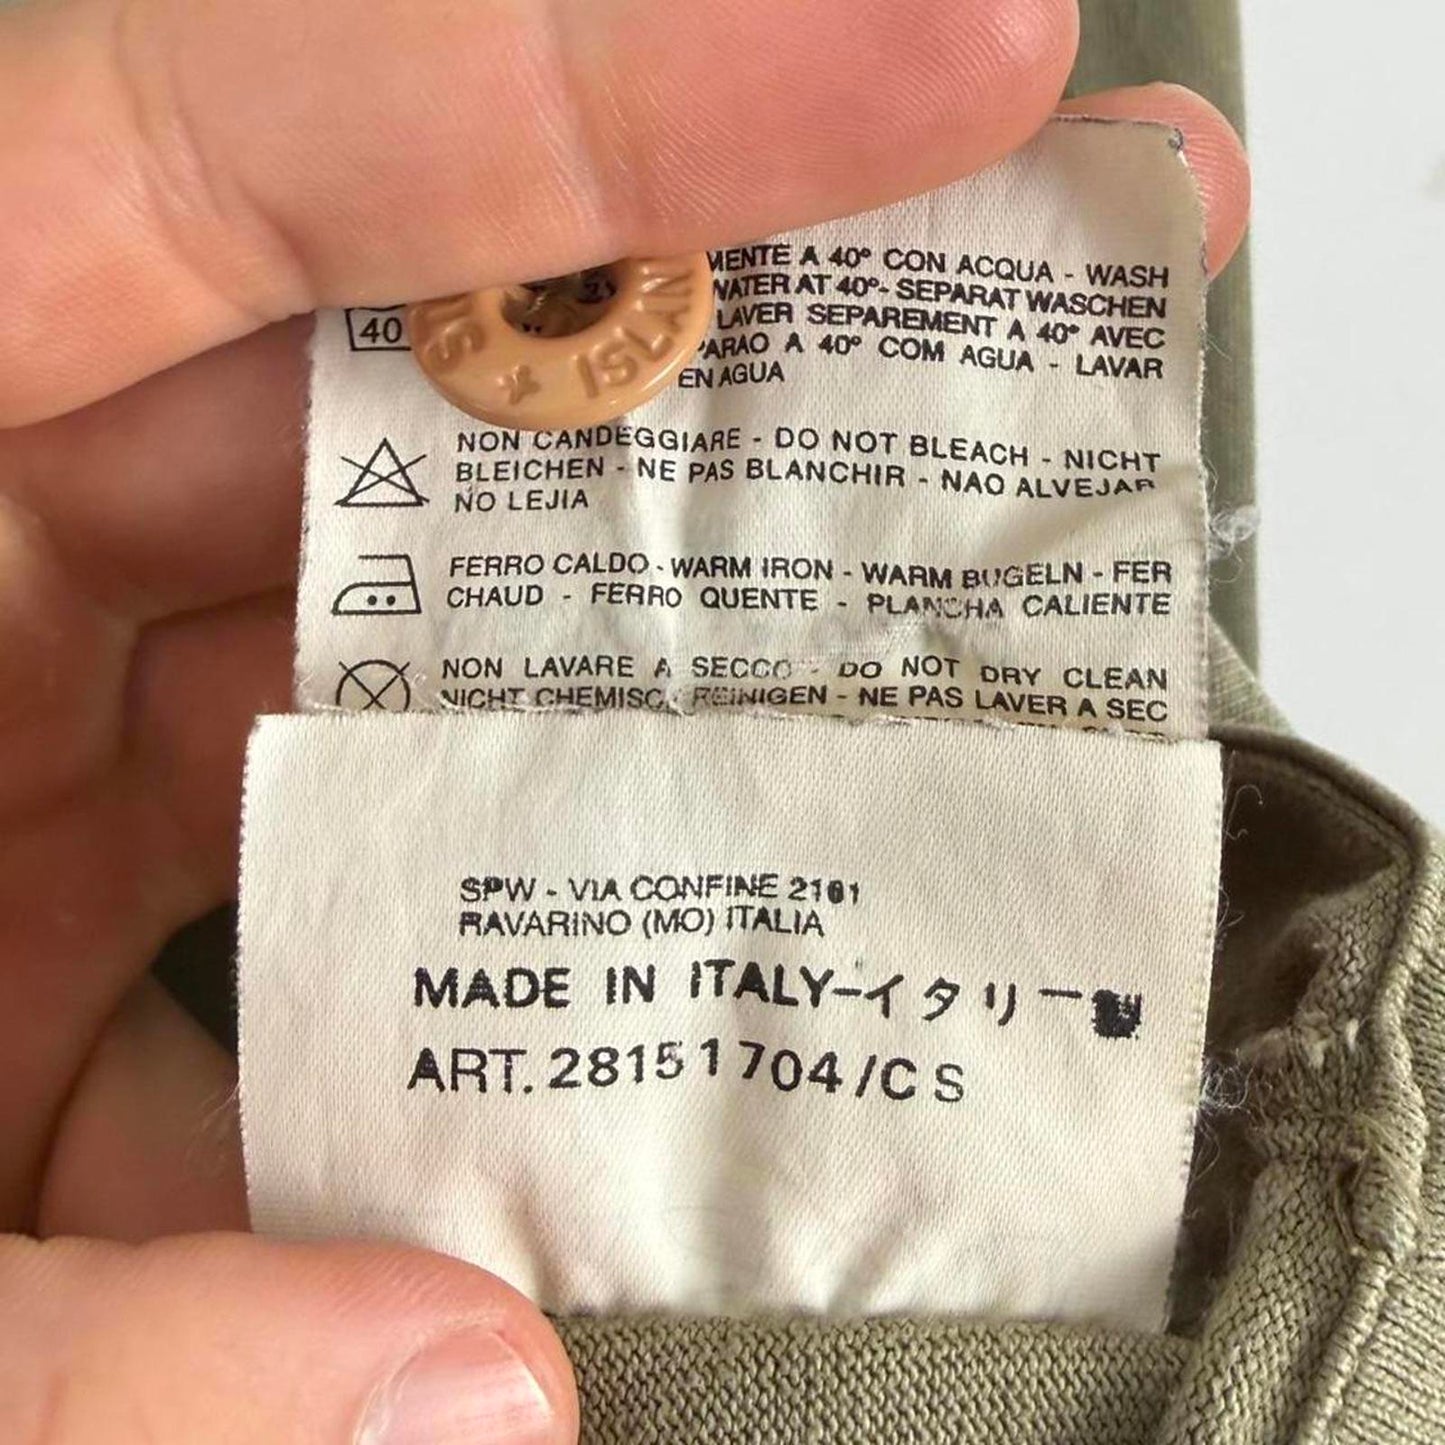 MENTE A 40° CON ACQUA - WASH
WATER AT 40°- SEPARAT WASCHEN
LAVER SEPAREMENT A 40° AVEC
40
PARAO A 40° COM AGUA - LAVAR
EN AGUA
NON CANDEGGIARE - DO NOT BLEACH - NICHT
BLEICHEN - NE PAS BLANCHIR - NAO ALVEJAR
NO LEJIA
FERRO CALDO - WARM IRON - WARM BUGELN - FER
CHAUD - FERRO QUENTE - PLANCHA CALIENTE
NON LAVARE A SECCO - DO NOT DRY CLEAN
NICHT CHEMISC. REINIGEN - NE PAS LAVER A SEC
SPW - VIA CONFINE 2161
RAVARINO (MO) ITALIA
MADE IN ITALY-イタリー製
ART. 28151704/CS